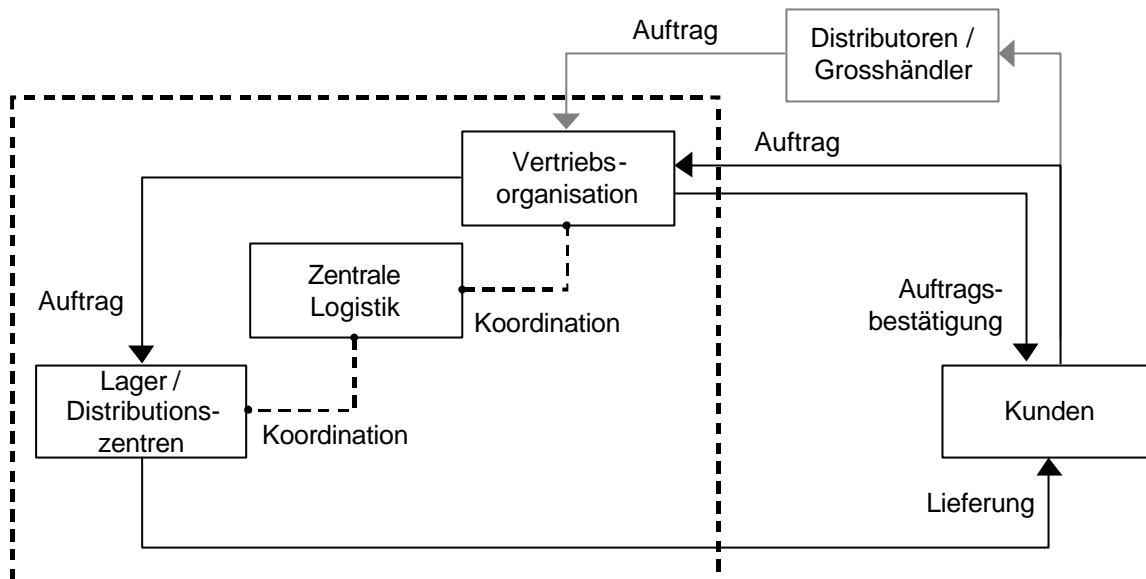 Auftrag
Distributoren /
Grosshändler
Auftrag
Vertriebs-
organisation
Zentrale
Logistik
Auftrag
Koordination
Auftrags-
bestätigung
Lager /
Distributions-
zentren
Koordination
Kunden
Lieferung